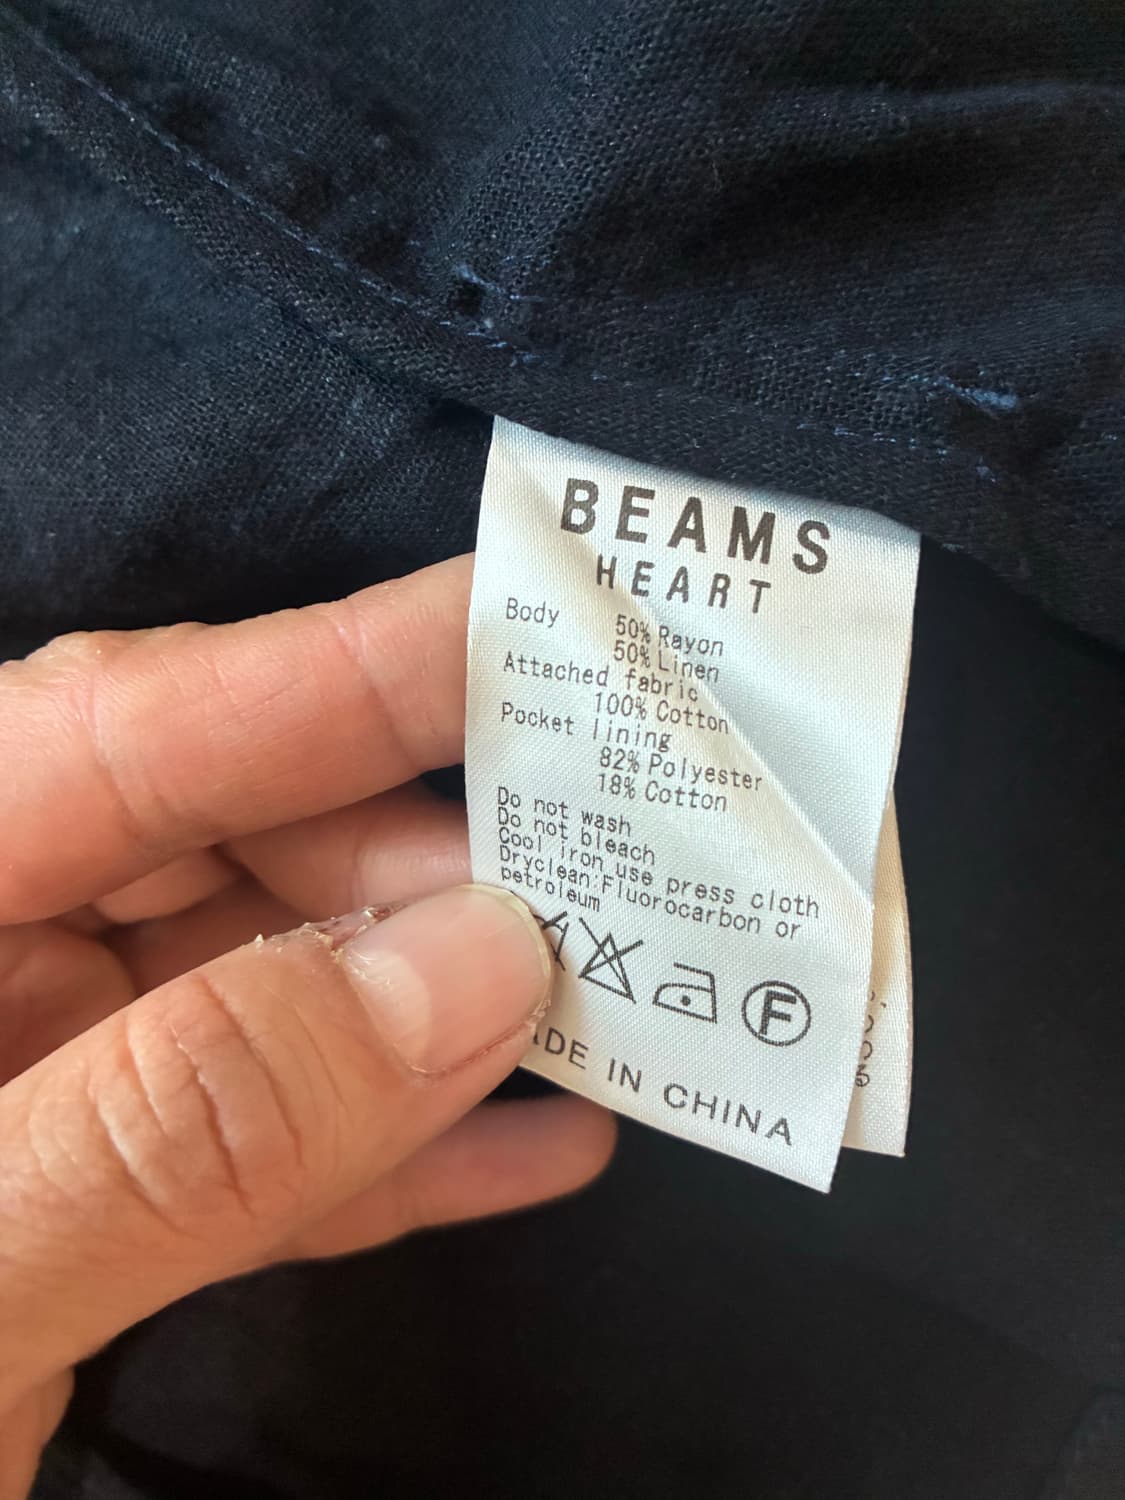 BEAMS
HEART
Body 50% Rayon
50% Linen
Attached fabric
100% Cotton
Pocket lining
82% Polyester
18% Cotton
Do not wash
Do not bleach
Cool iron use press cloth
Dryclean:Fluorocarbon or
petroleum
F
IN CHINA